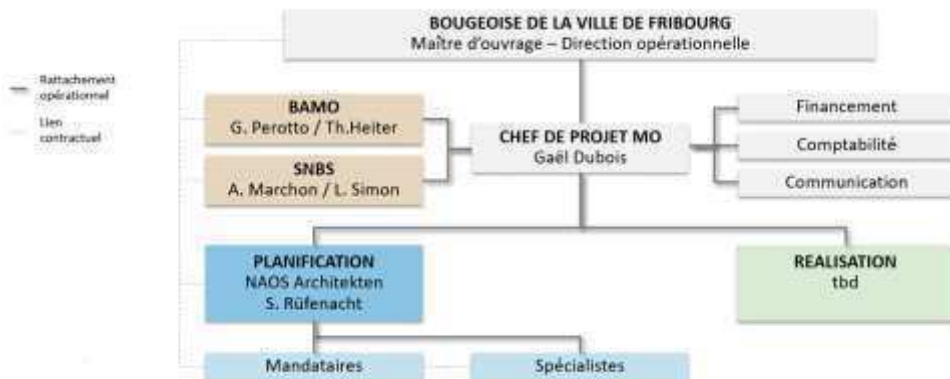 BOUGEOISE DE LA VILLE DE FRIBOURG
Maître d'ouvrage – Direction opérationnelle
Rattachement
opérationnel
Lien
contractuel
BAMO
G. Perotto / Th.Heiter
SNBS
A. Marchon / L. Simon
CHEF DE PROJET MO
Gaël Dubois
Financement
Comptabilité
Communication
PLANIFICATION
NAOS Architekten
S. Rüfenacht
REALISATION
tbd
Mandataires
Spécialistes